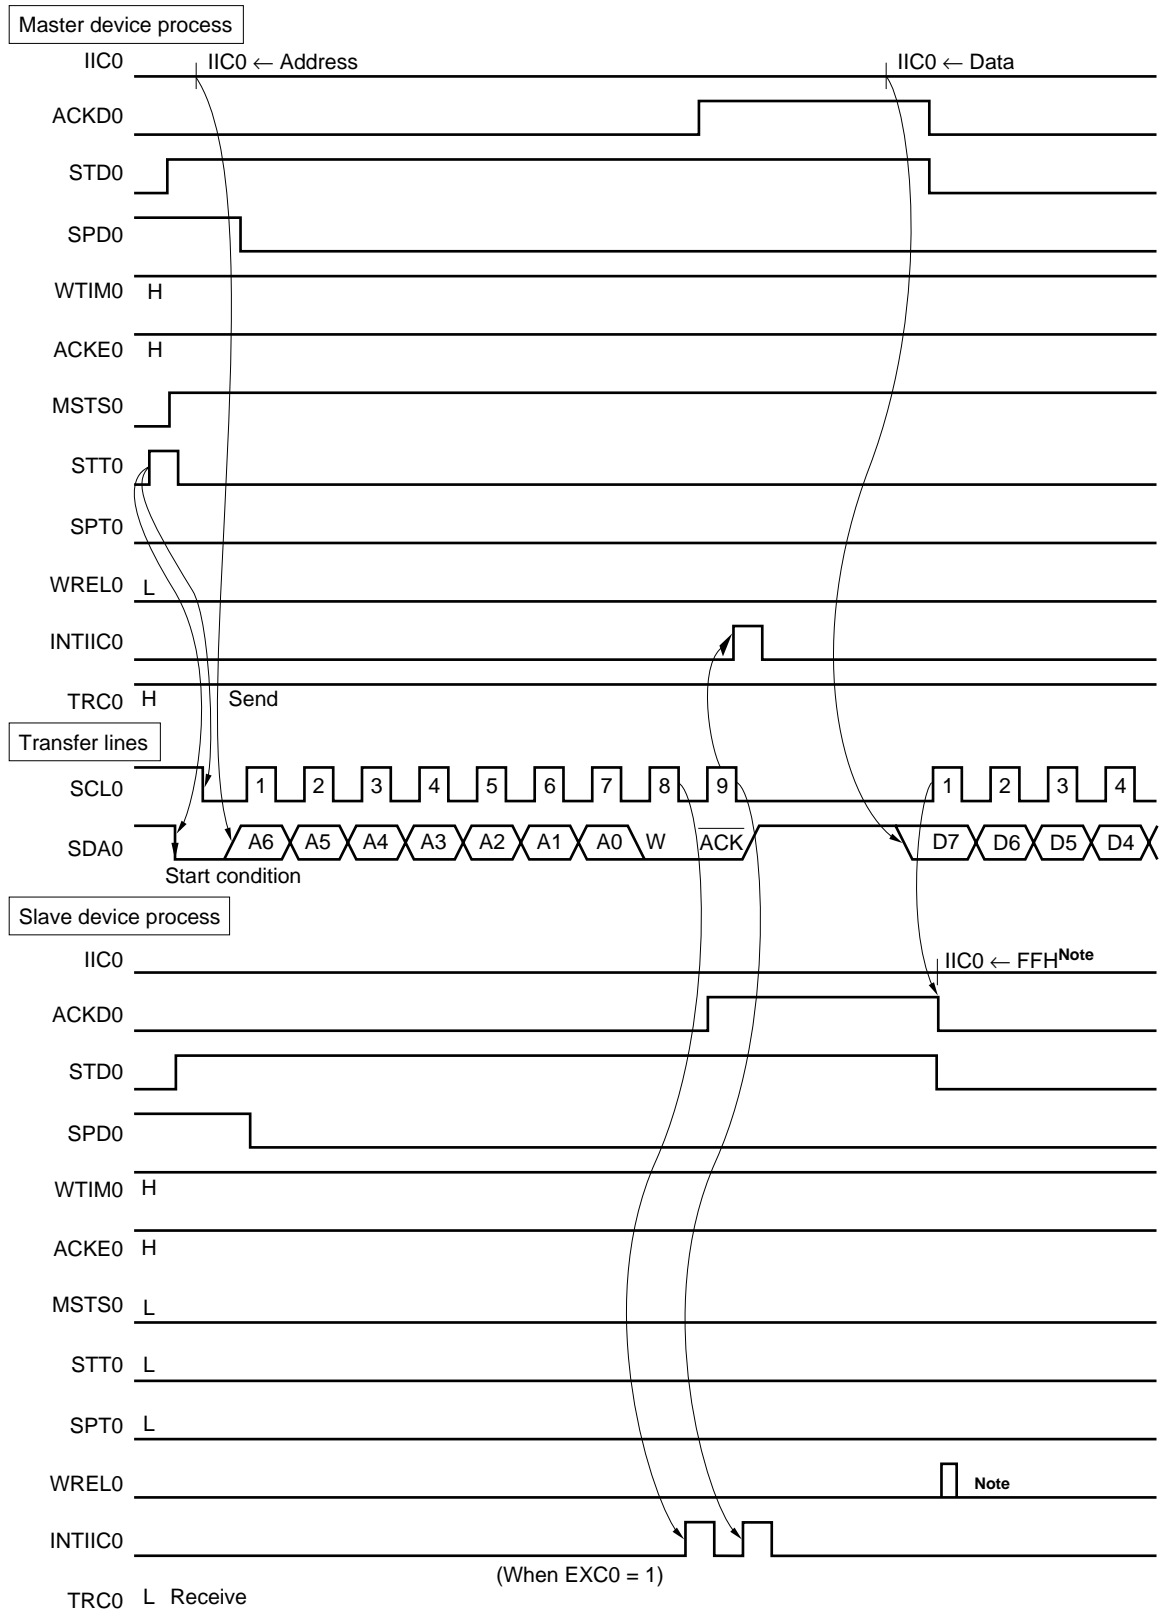 Master device process
IIC0 IIC0 ← Address IIC0 ← Data
ACKD0
STD0
SPD0
WTIM0 H
ACKE0 H
MSTS0
STT0
SPT0
WREL0 L
INTIIC0
TRC0 H Send
Transfer lines
SCL0 1 2 3 4 5 6 7 8 9 1 2 3 4
SDA0 A6 A5 A4 A3 A2 A1 A0 W ACK D7 D6 D5 D4
Start condition
Slave device process
IIC0 IIC0 ← FFH Note
ACKD0
STD0
SPD0
WTIM0 H
ACKE0 H
MSTS0 L
STT0 L
SPT0 L
WREL0 Note
INTIIC0
(When EXC0 = 1)
TRC0 L Receive